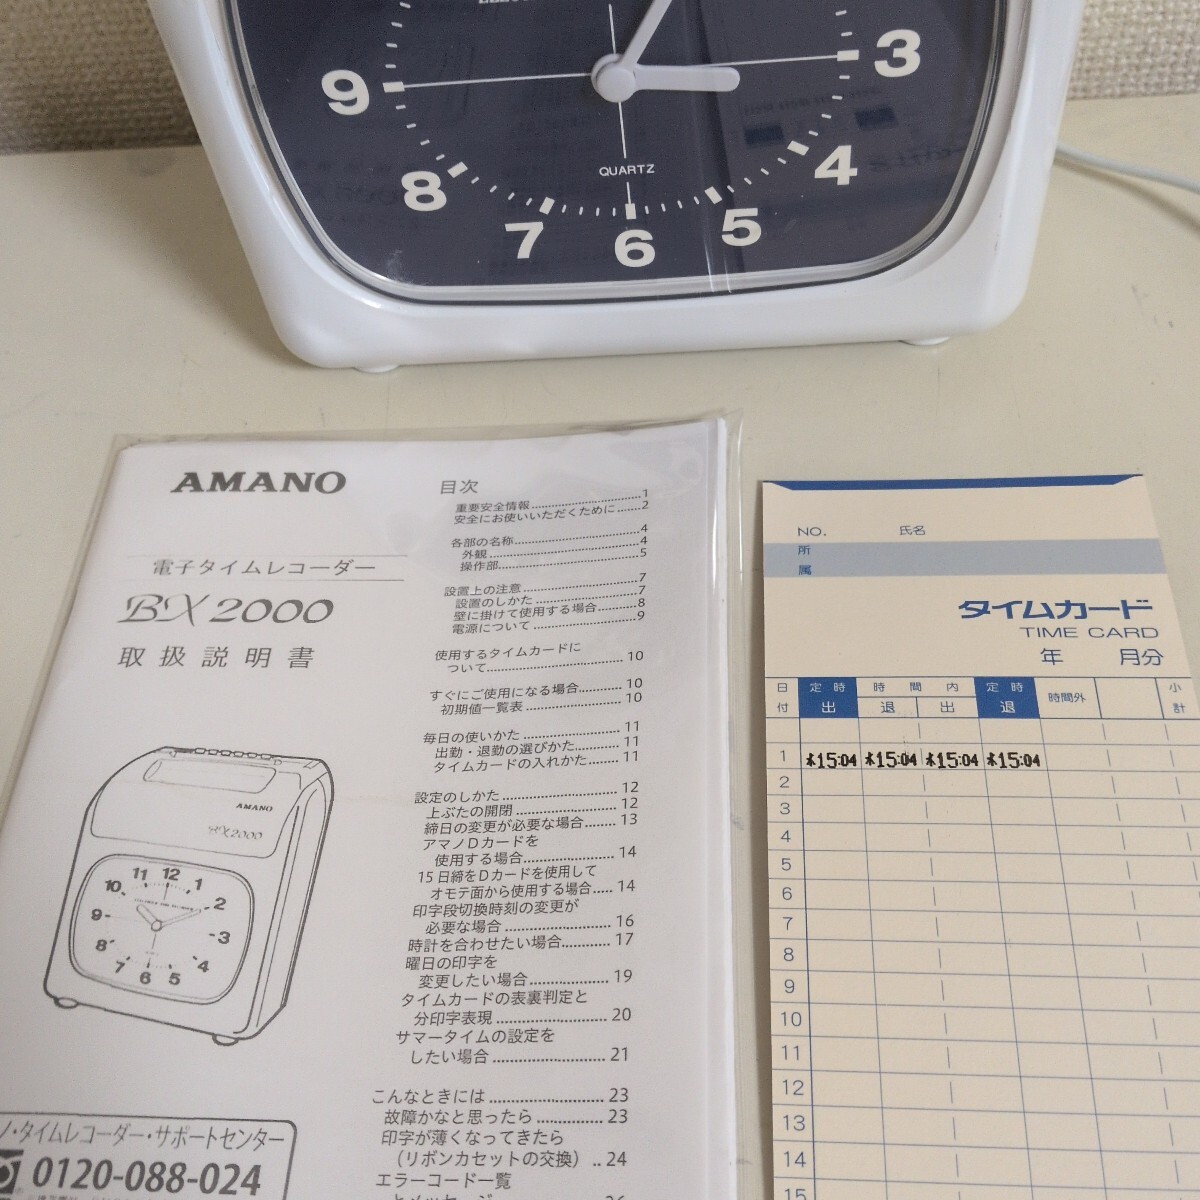 9
3
8
4
7
5
6
QUARTZ
AMANO
電子タイムレコーダー
BX2000
取扱説明書
AMANO
BX2000
12
1
2
3
4
5
6
7
8
9
10
11
ノ・タイムレコーダー・サポートセンター
0120-088-024
目次
重要安全情報 1
安全にお使いいただくために 2
各部の名称 4
外観 4
操作部 5
設置上の注意 7
設置のしかた 7
壁に掛けて使用する場合 8
電源について 9
使用するタイムカードに
ついて 10
すぐにご使用になる場合 10
初期値一覧表 10
毎日の使いかた 11
出勤・退勤の選びかた 11
タイムカードの入れかた 11
設定のしかた 12
上ぶたの開閉 12
締日の変更が必要な場合 13
アマノDカードを
使用する場合 14
15日締をDカードを使用して
オモテ面から使用する場合 14
印字段切換時刻の変更が
必要な場合 16
時計を合わせたい場合 17
曜日の印字を
変更したい場合 19
タイムカードの表裏判定と
分印字表現 20
サマータイムの設定を
したい場合 21
こんなときには 23
故障かなと思ったら 23
印字が薄くなってきたら
（リボンカセットの交換） .. 24
エラーコード一覧
NO. 氏名
所属
タイムカード
TIME CARD
年 月分
日付 定時 出 時間内 退 出 定時 退 時間外 小計
1 木15:04 木15:04 木15:04 木15:04
2
3
4
5
6
7
8
9
10
11
12
13
14
15